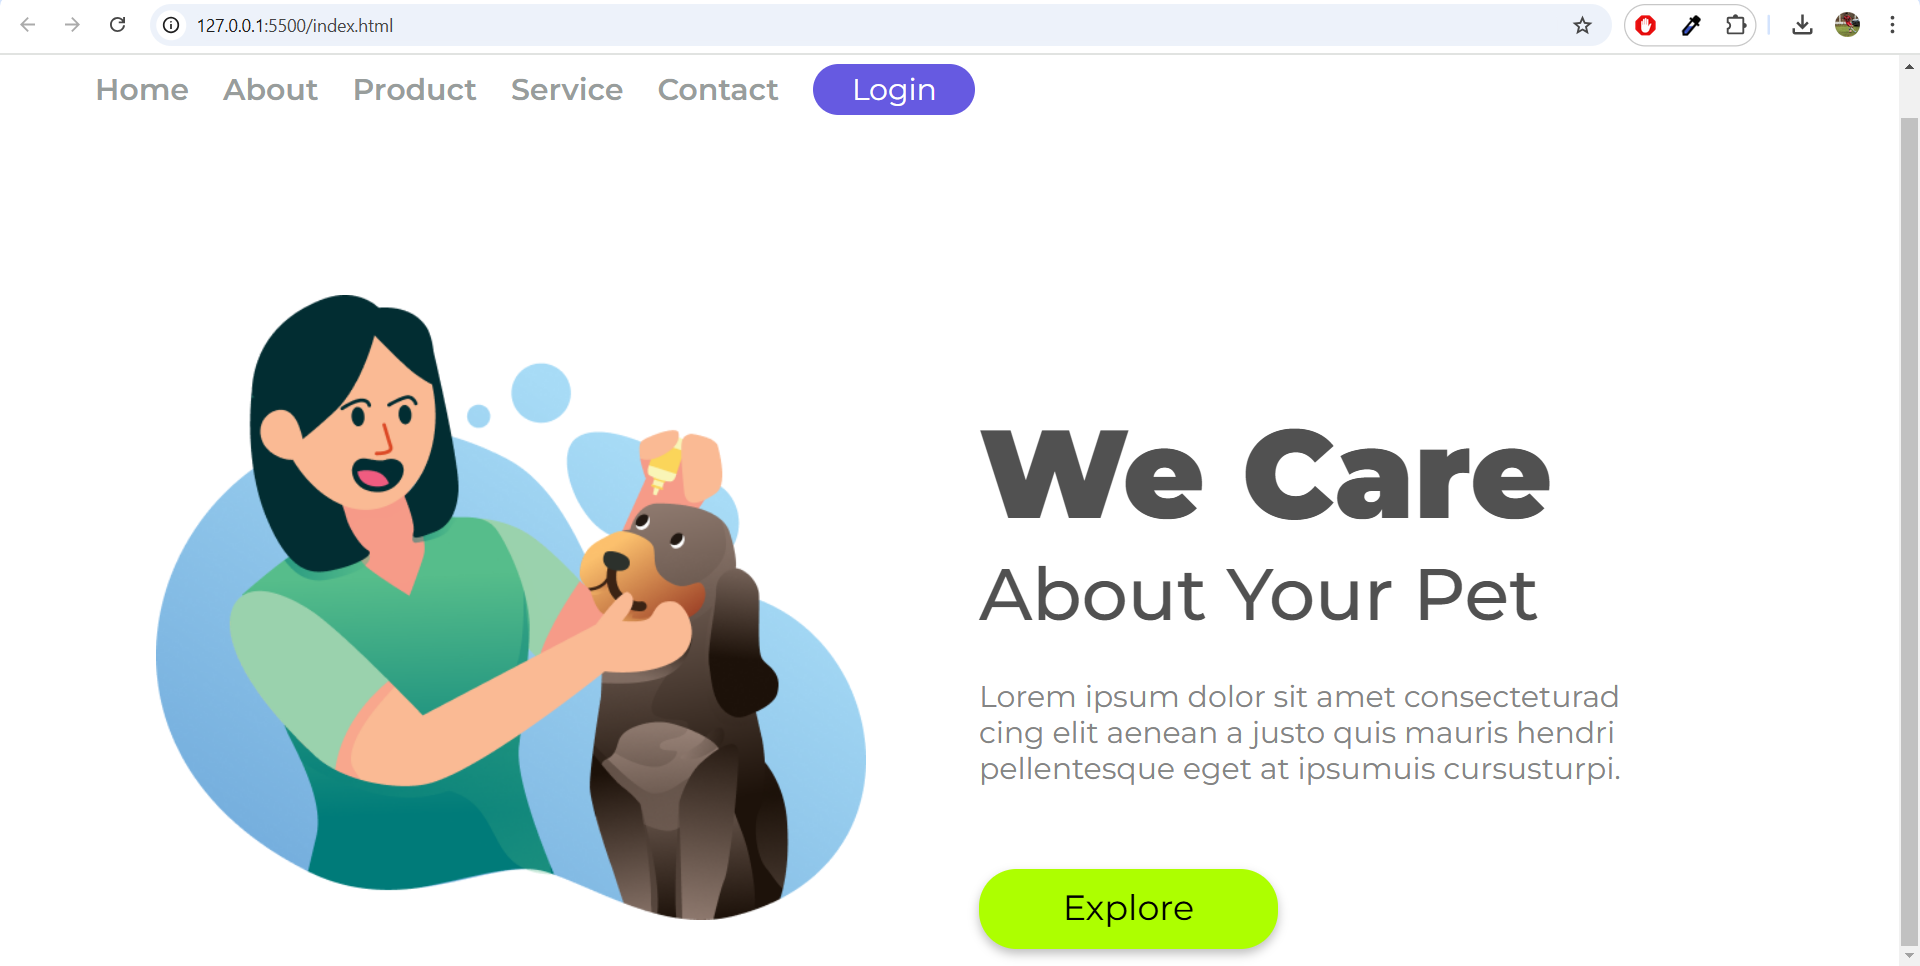 127.0.0.1:5500/index.html
Home About Product Service Contact Login
We Care
About Your Pet
Lorem ipsum dolor sit amet consecteturad
cing elit aenean a justo quis mauris hendri
pellentesque eget at ipsumuis cursusturpi.
Explore